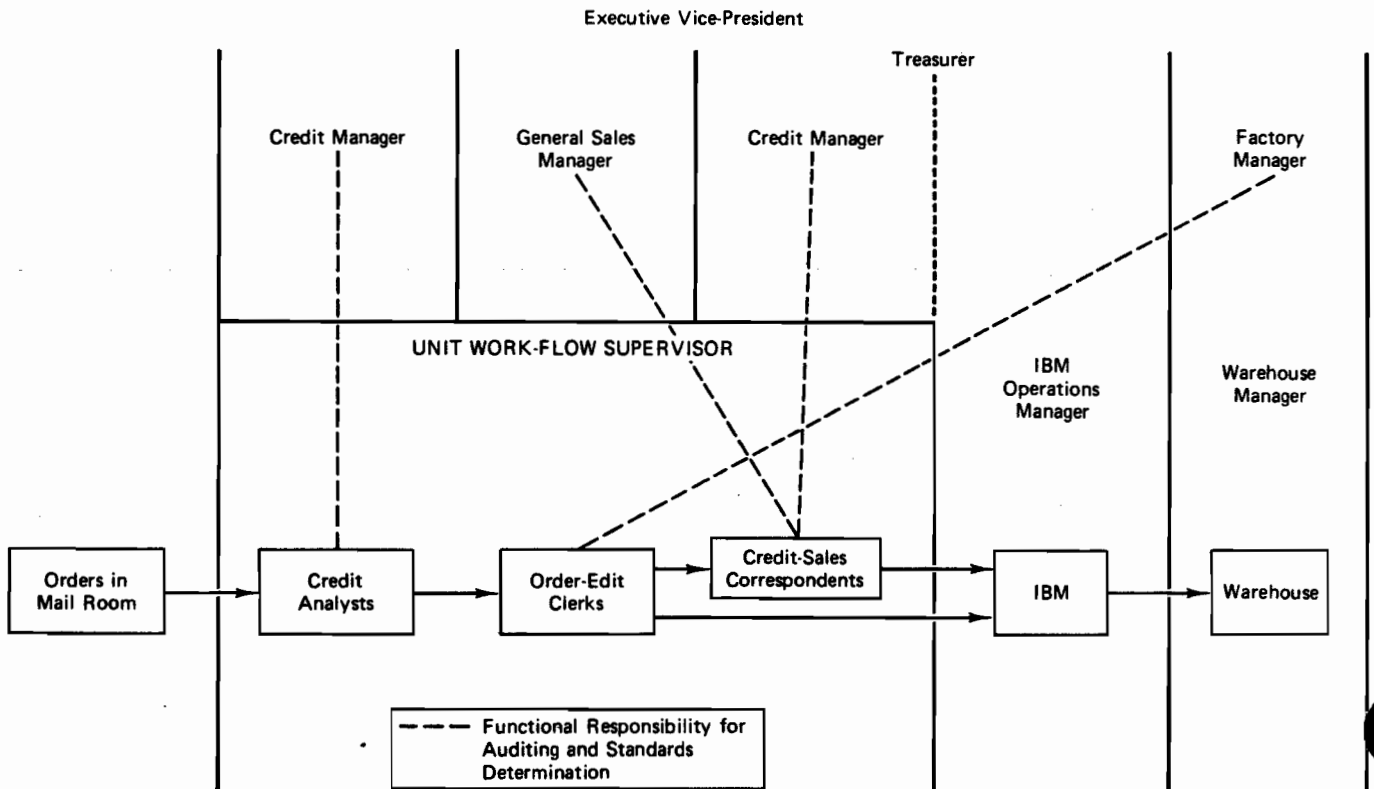 Executive Vice-President
Treasurer
Credit Manager
General Sales
Manager
Credit Manager
Factory
Manager
UNIT WORK-FLOW SUPERVISOR
IBM
Operations
Manager
Warehouse
Manager
Orders in
Mail Room
Credit
Analysts
Order-Edit
Clerks
Credit-Sales
Correspondents
IBM
Warehouse
Functional Responsibility for
Auditing and Standards
Determination